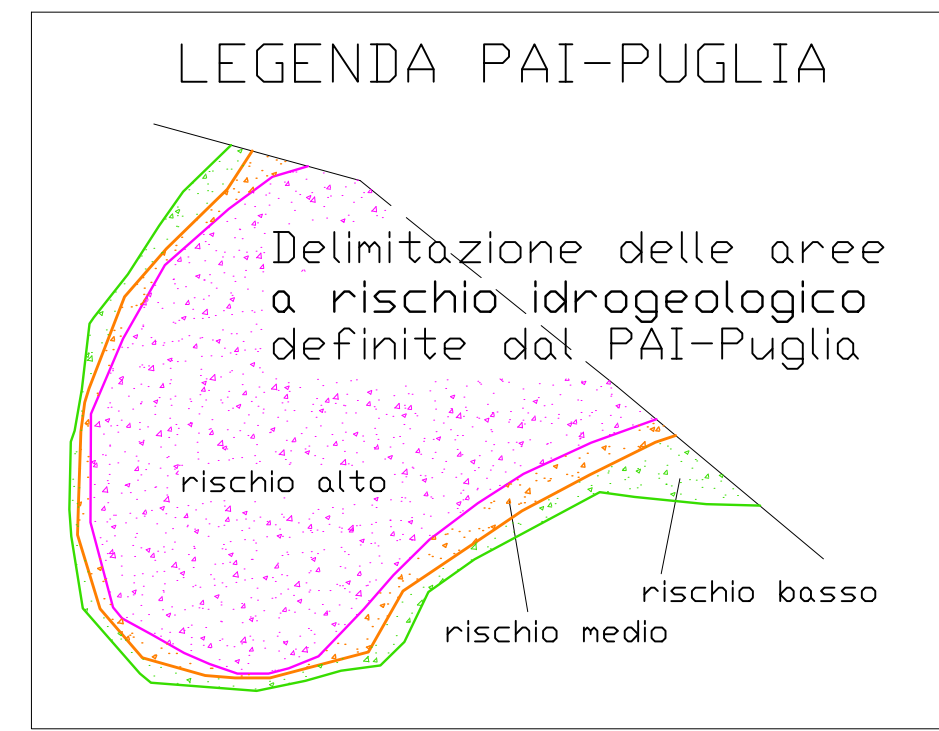 LEGENDA PAI-PUGLIA
Delimitazione delle aree
a rischio idrogeologico
definite dal PAI-Puglia
rischio alto
rischio basso
rischio medio